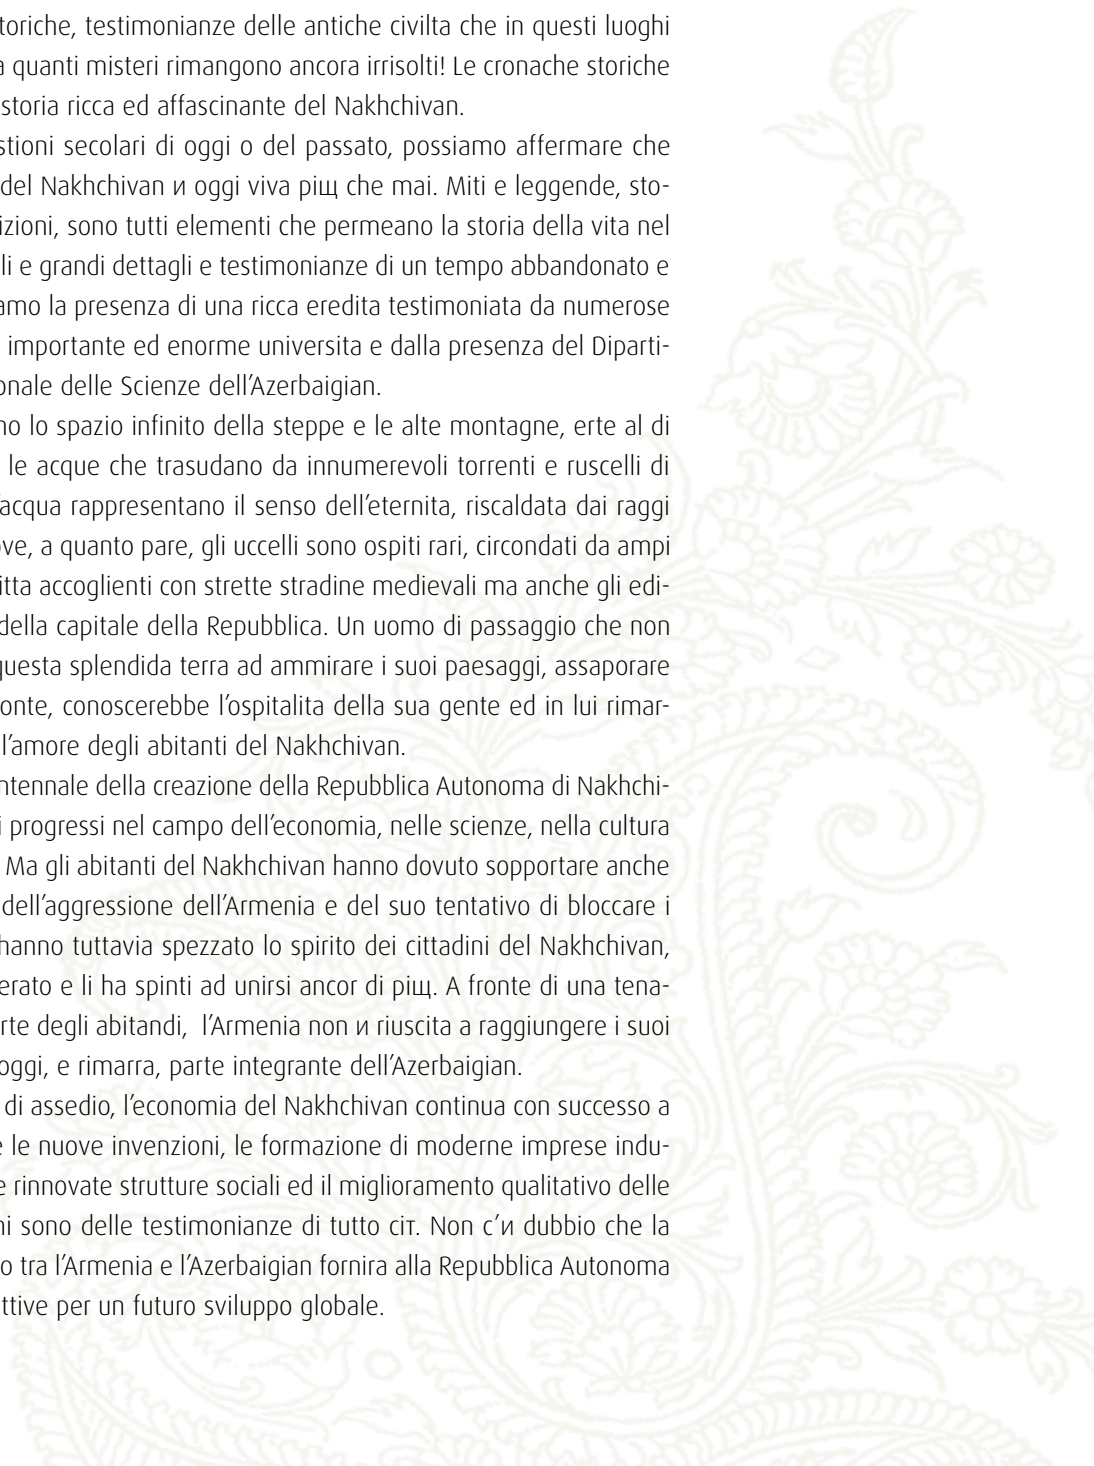 toriche, testimonianze delle antiche civilta che in questi luoghi
a quanti misteri rimangono ancora irrisolti! Le cronache storiche
storia ricca ed affascinante del Nakhchivan.
stioni secolari di oggi o del passato, possiamo affermare che
del Nakhchivan и oggi viva piщ che mai. Miti e leggende, sto-
izioni, sono tutti elementi che permeano la storia della vita nel
li e grandi dettagli e testimonianze di un tempo abbandonato e
amo la presenza di una ricca eredita testimoniata da numerose
importante ed enorme universita e dalla presenza del Diparti-
onale delle Scienze dell’Azerbaigian.
no lo spazio infinito della steppe e le alte montagne, erte al di
le acque che trasudano da innumerevoli torrenti e ruscelli di
’acqua rappresentano il senso dell’eternita, riscaldata dai raggi
ove, a quanto pare, gli uccelli sono ospiti rari, circondati da ampi
itta accoglienti con strette stradine medievali ma anche gli edi-
della capitale della Repubblica. Un uomo di passaggio che non
questa splendida terra ad ammirare i suoi paesaggi, assaporare
onte, conoscerebbe l’ospitalita della sua gente ed in lui rimar-
l’amore degli abitanti del Nakhchivan.
ntennale della creazione della Repubblica Autonoma di Nakhchi-
i progressi nel campo dell’economia, nelle scienze, nella cultura
Ma gli abitanti del Nakhchivan hanno dovuto sopportare anche
dell’aggressione dell’Armenia e del suo tentativo di bloccare i
hanno tuttavia spezzato lo spirito dei cittadini del Nakhchivan,
erato e li ha spinti ad unirsi ancor di piщ. A fronte di una tena-
rte degli abitandi, l’Armenia non и riuscita a raggiungere i suoi
oggi, e rimarra, parte integrante dell’Azerbaigian.
di assedio, l’economia del Nakhchivan continua con successo a
e le nuove invenzioni, le formazione di moderne imprese indu-
e rinnovate strutture sociali ed il miglioramento qualitativo delle
ni sono delle testimonianze di tutto ciт. Non c’и dubbio che la
o tra l’Armenia e l’Azerbaigian fornira alla Repubblica Autonoma
ttive per un futuro sviluppo globale.